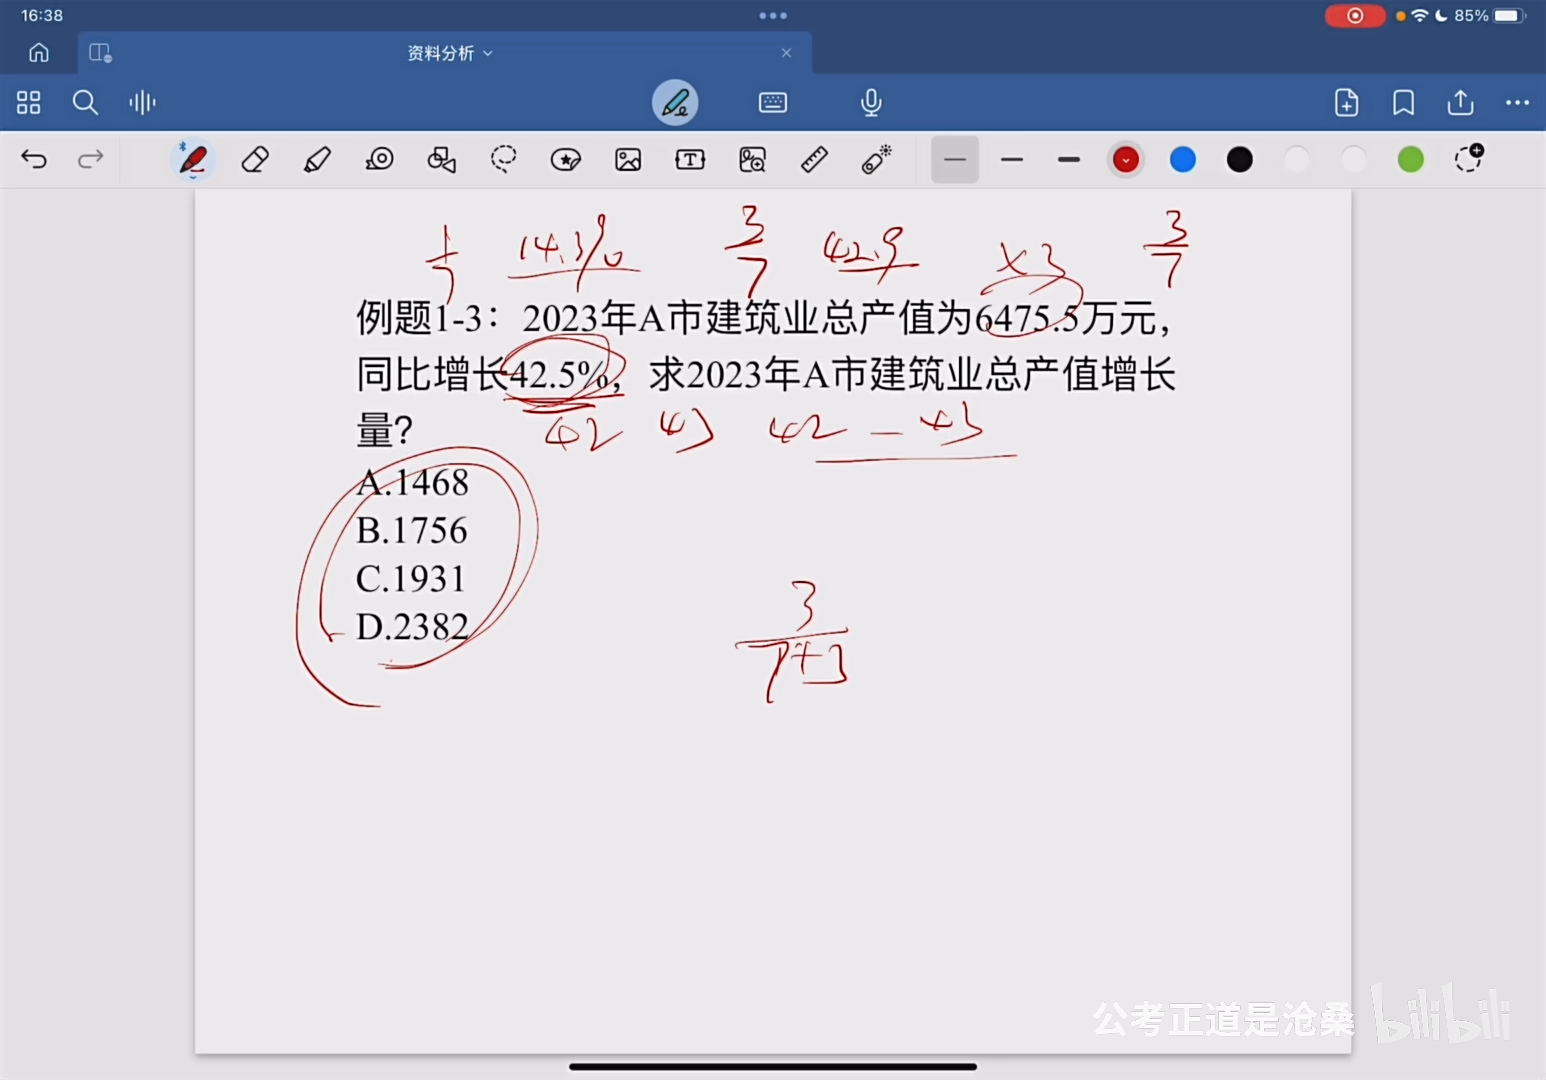 16:38
85%
资料分析
1/7 14.3% 3/7 42.9 ×3 3/7
例题1-3：2023年A市建筑业总产值为6475.5万元，
同比增长42.5%，求2023年A市建筑业总产值增长
量?
42 43 42 — 43
A.1468
B.1756
C.1931
D.2382
3
7+3
公考正道是沧桑 bilibili